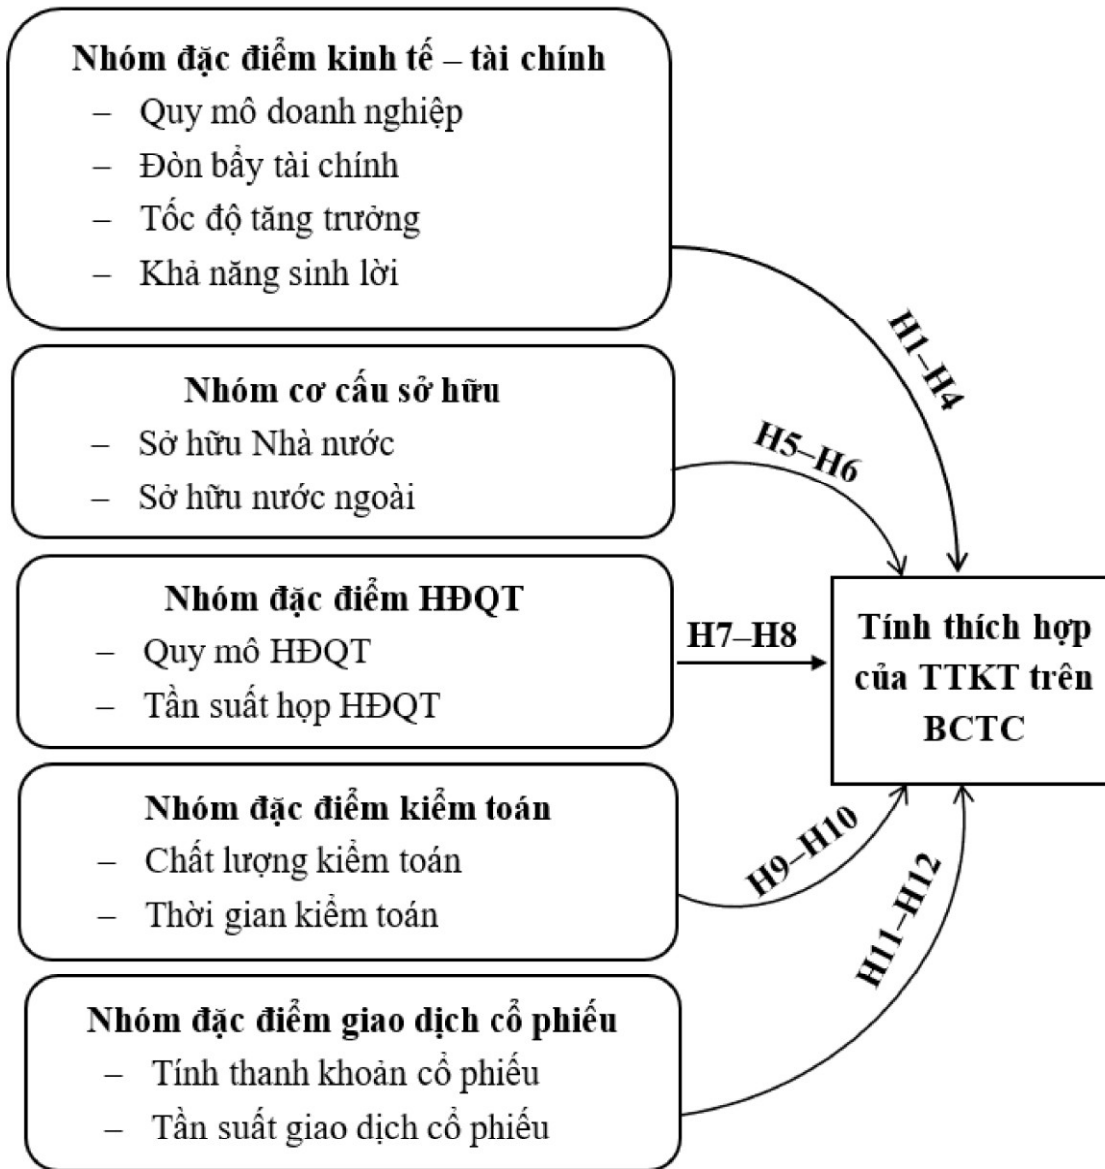 Nhóm đặc điểm kinh tế – tài chính
– Quy mô doanh nghiệp
– Đòn bẩy tài chính
– Tốc độ tăng trưởng
– Khả năng sinh lời
H1–H4
Nhóm cơ cấu sở hữu
– Sở hữu Nhà nước
– Sở hữu nước ngoài
H5–H6
Nhóm đặc điểm HĐQT
– Quy mô HĐQT
– Tần suất họp HĐQT
H7–H8
Tính thích hợp
của TTKT trên
BCTC
Nhóm đặc điểm kiểm toán
– Chất lượng kiểm toán
– Thời gian kiểm toán
H9–H10
Nhóm đặc điểm giao dịch cổ phiếu
– Tính thanh khoản cổ phiếu
– Tần suất giao dịch cổ phiếu
H11–H12